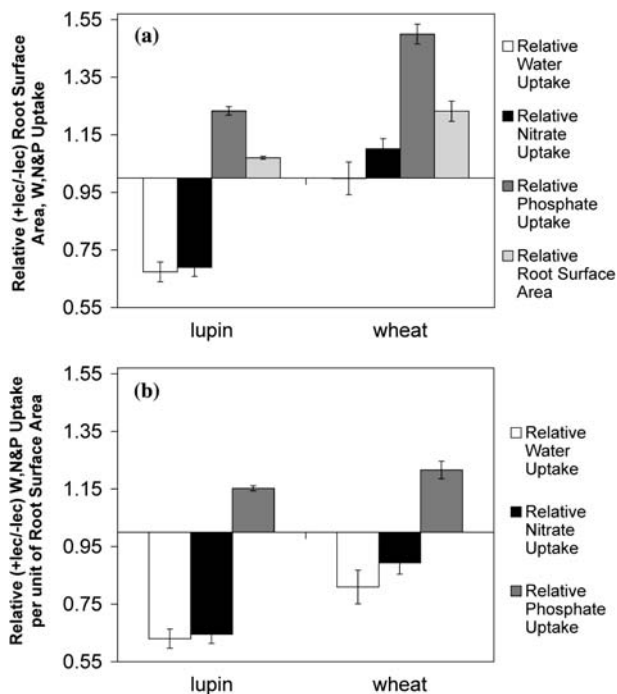 (a)
1.55
1.35
1.15
0.95
0.75
0.55
Relative (+lec/-lec) Root Surface
Area, W,N&P Uptake
lupin
wheat
Relative
Water
Uptake
Relative
Nitrate
Uptake
Relative
Phosphate
Uptake
Relative
Root Surface
Area
(b)
1.55
1.35
1.15
0.95
0.75
0.55
Relative (+lec/-lec) W,N&P Uptake
per unit of Root Surface Area
lupin
wheat
Relative
Water
Uptake
Relative
Nitrate
Uptake
Relative
Phosphate
Uptake